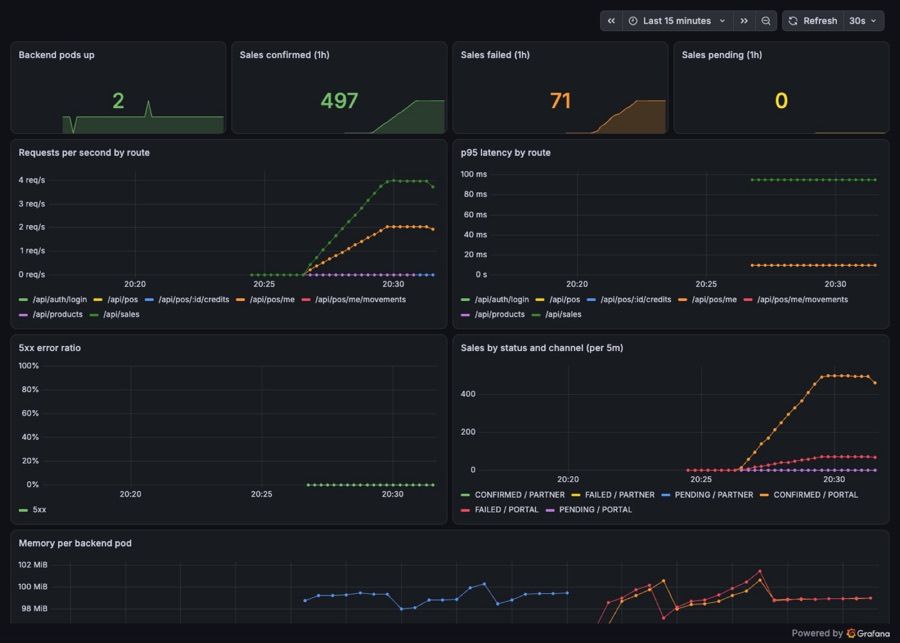 Last 15 minutes Refresh 30s
Backend pods up Sales confirmed (1h) Sales failed (1h) Sales pending (1h)
2 497 71 0
Requests per second by route
4 req/s
3 req/s
2 req/s
1 req/s
0 req/s
20:20 20:25 20:30
/api/auth/login /api/pos /api/pos/:id/credits /api/pos/me /api/pos/me/movements
/api/products /api/sales
p95 latency by route
100 ms
80 ms
60 ms
40 ms
20 ms
0 s
20:20 20:25 20:30
/api/auth/login /api/pos /api/pos/:id/credits /api/pos/me /api/pos/me/movements
/api/products /api/sales
5xx error ratio
100%
80%
60%
40%
20%
0%
20:20 20:25 20:30
5xx
Sales by status and channel (per 5m)
400
200
0
20:20 20:25 20:30
CONFIRMED / PARTNER FAILED / PARTNER PENDING / PARTNER CONFIRMED / PORTAL
FAILED / PORTAL PENDING / PORTAL
Memory per backend pod
102 MiB
100 MiB
98 MiB
Powered by Grafana